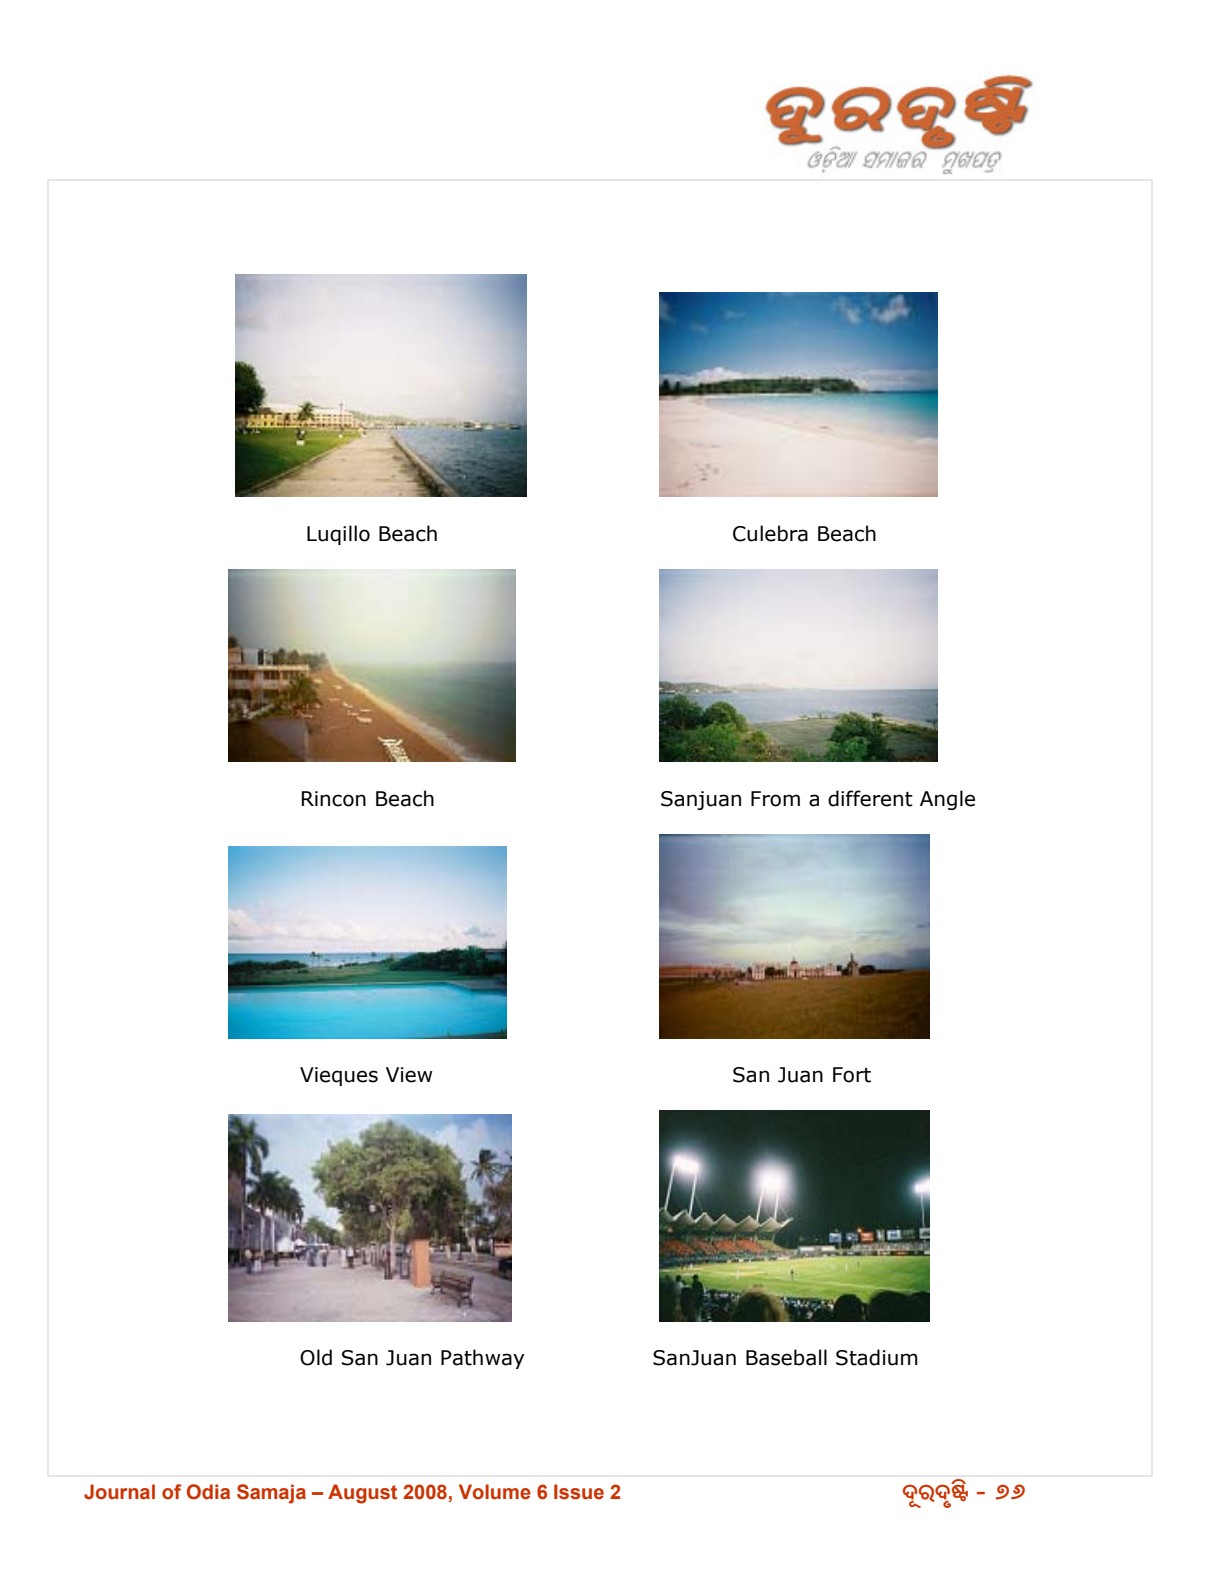 ଦୁରଦୃଷ୍ଟି
ଓଡ଼ିଆ ସମାଜର ମୁଖପତ୍ର
Luqillo Beach Culebra Beach
Rincon Beach Sanjuan From a different Angle
Vieques View San Juan Fort
Old San Juan Pathway SanJuan Baseball Stadium
Journal of Odia Samaja – August 2008, Volume 6 Issue 2 ଦୂରଦୃଷ୍ଟି - ୭୬